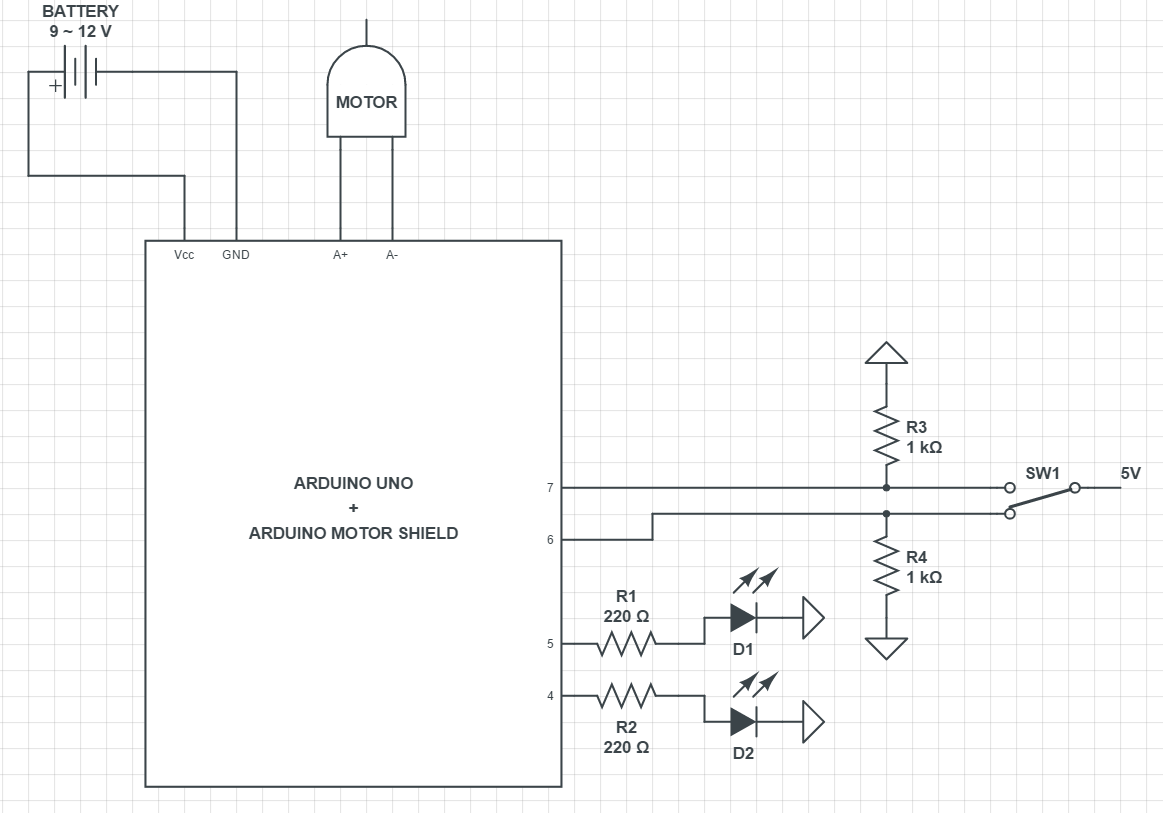 BATTERY
9 ~ 12 V
+
MOTOR
Vcc
GND
A+
A-
R3
1 kΩ
ARDUINO UNO
+
ARDUINO MOTOR SHIELD
7
SW1
5V
6
R4
1 kΩ
R1
220 Ω
5
D1
4
R2
220 Ω
D2